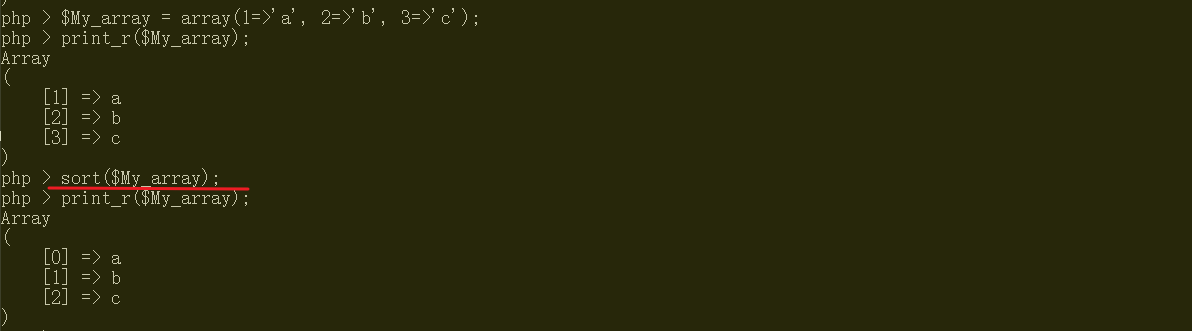 php > $My_array = array(1=>'a', 2=>'b', 3=>'c');
php > print_r($My_array);
Array
(
    [1] => a
    [2] => b
    [3] => c
)
php > sort($My_array);
php > print_r($My_array);
Array
(
    [0] => a
    [1] => b
    [2] => c
)